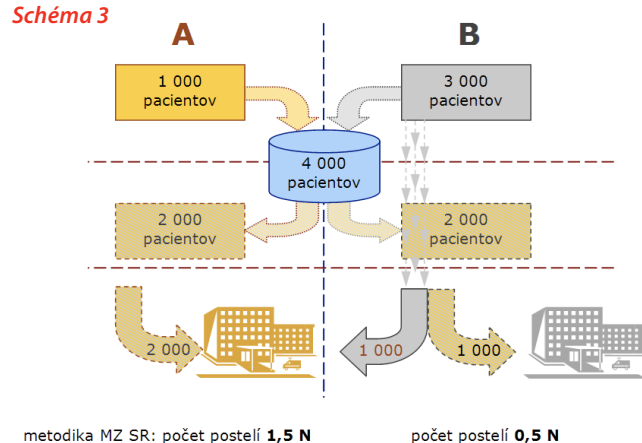 Schéma 3
A
B
1 000
pacientov
3 000
pacientov
4 000
pacientov
2 000
pacientov
2 000
pacientov
2 000
1 000
1 000
metodika MZ SR: počet postelí 1,5 N
počet postelí 0,5 N